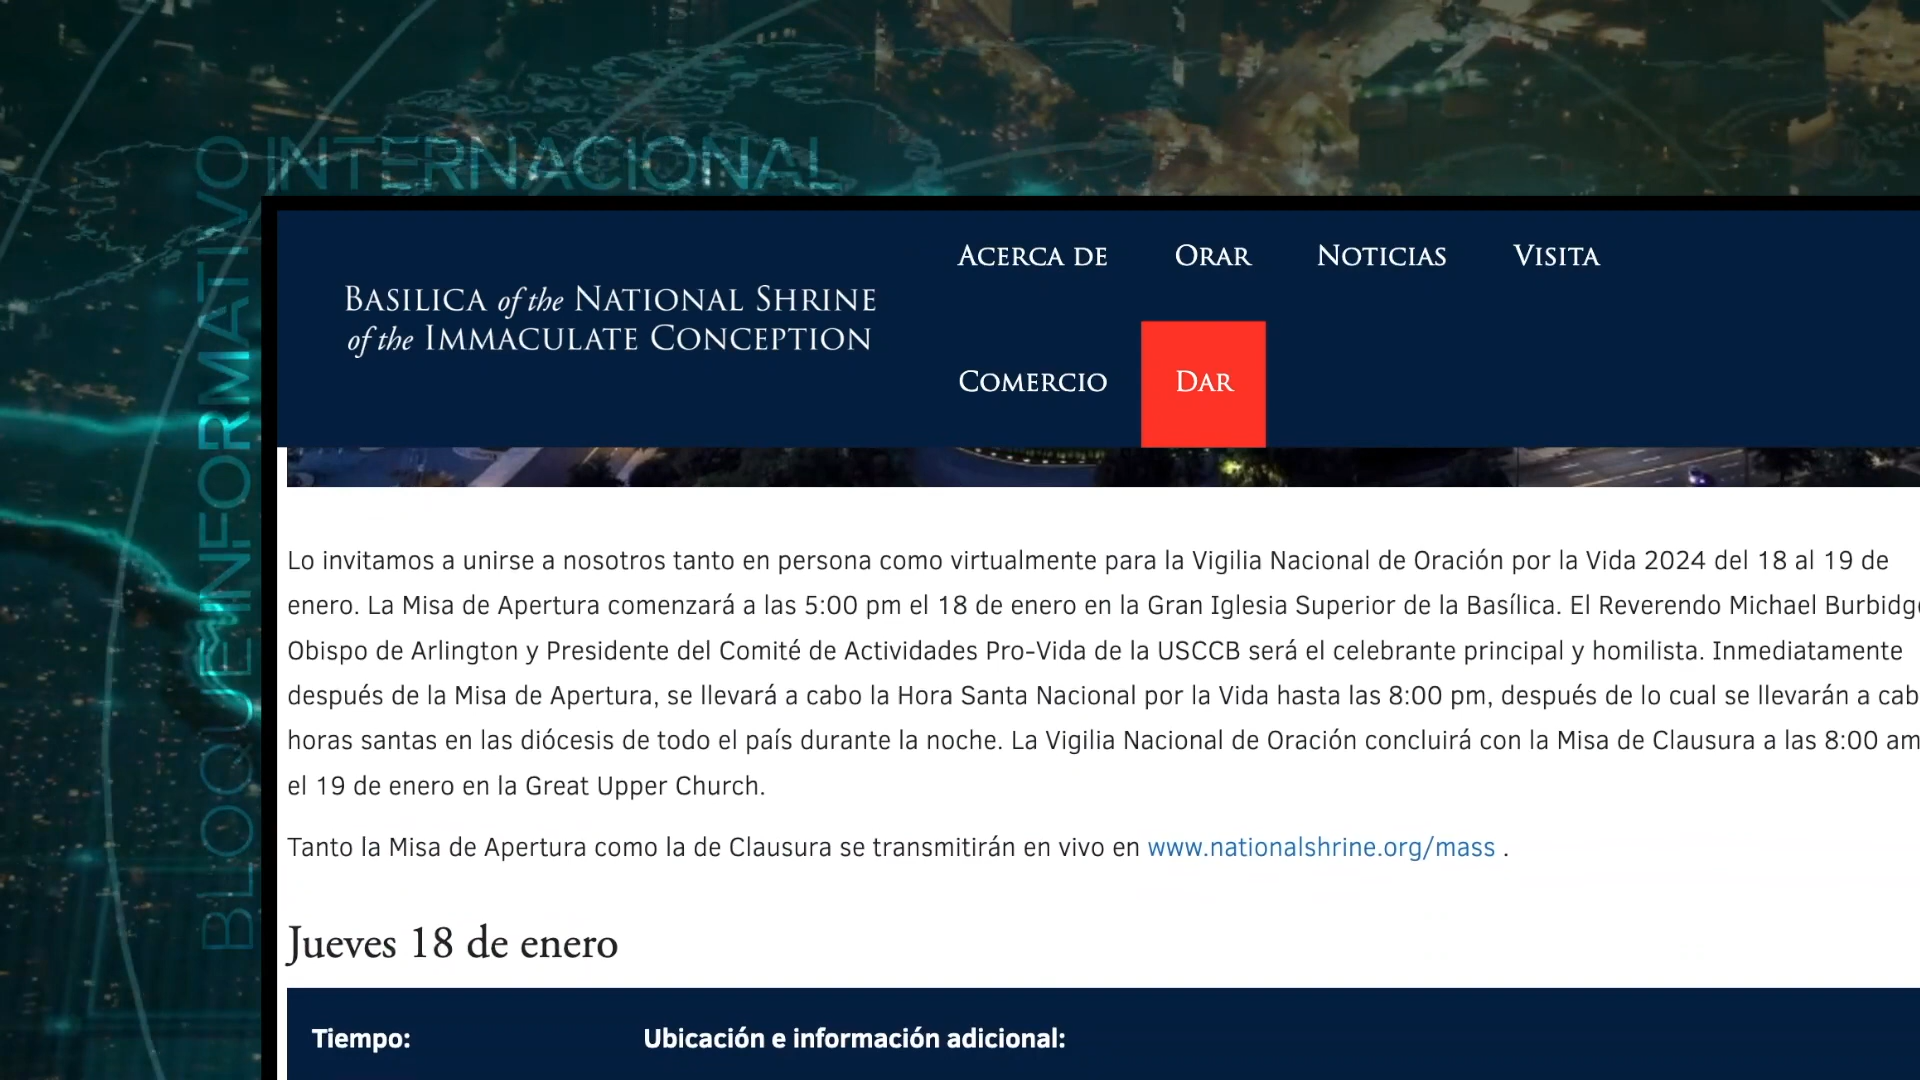 INTERNACIONAL
BLOQUE INFORMATIVO
ACERCA DE ORAR NOTICIAS VISITA
BASILICA of the NATIONAL SHRINE
of the IMMACULATE CONCEPTION
COMERCIO DAR
Lo invitamos a unirse a nosotros tanto en persona como virtualmente para la Vigilia Nacional de Oración por la Vida 2024 del 18 al 19 de
enero. La Misa de Apertura comenzará a las 5:00 pm el 18 de enero en la Gran Iglesia Superior de la Basílica. El Reverendo Michael Burbidge
Obispo de Arlington y Presidente del Comité de Actividades Pro-Vida de la USCCB será el celebrante principal y homilista. Inmediatamente
después de la Misa de Apertura, se llevará a cabo la Hora Santa Nacional por la Vida hasta las 8:00 pm, después de lo cual se llevarán a cab
horas santas en las diócesis de todo el país durante la noche. La Vigilia Nacional de Oración concluirá con la Misa de Clausura a las 8:00 am
el 19 de enero en la Great Upper Church.
Tanto la Misa de Apertura como la de Clausura se transmitirán en vivo en www.nationalshrine.org/mass .
Jueves 18 de enero
Tiempo: Ubicación e información adicional: